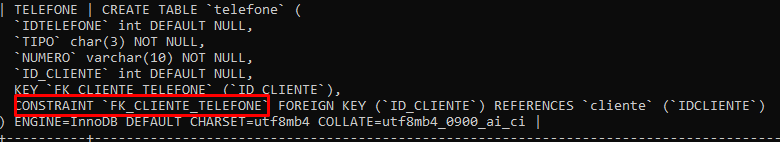 | TELEFONE | CREATE TABLE `telefone` (
  `IDTELEFONE` int DEFAULT NULL,
  `TIPO` char(3) NOT NULL,
  `NUMERO` varchar(10) NOT NULL,
  `ID_CLIENTE` int DEFAULT NULL,
  KEY `FK_CLIENTE_TELEFONE` (`ID_CLIENTE`),
  CONSTRAINT `FK_CLIENTE_TELEFONE` FOREIGN KEY (`ID_CLIENTE`) REFERENCES `cliente` (`IDCLIENTE`)
) ENGINE=InnoDB DEFAULT CHARSET=utf8mb4 COLLATE=utf8mb4_0900_ai_ci |